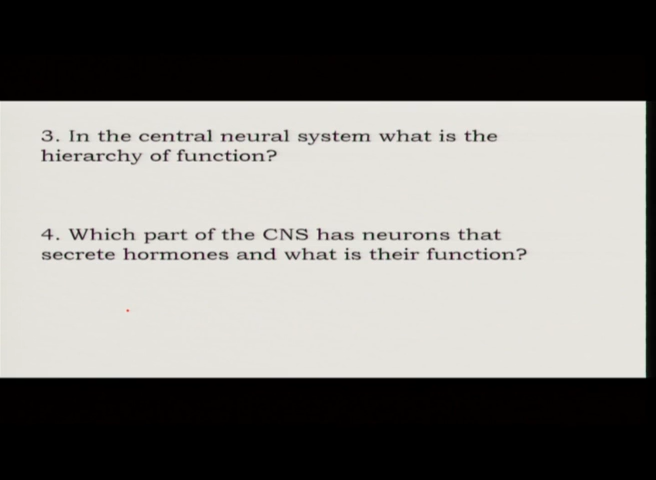 3. In the central neural system what is the
hierarchy of function?
4. Which part of the CNS has neurons that
secrete hormones and what is their function?